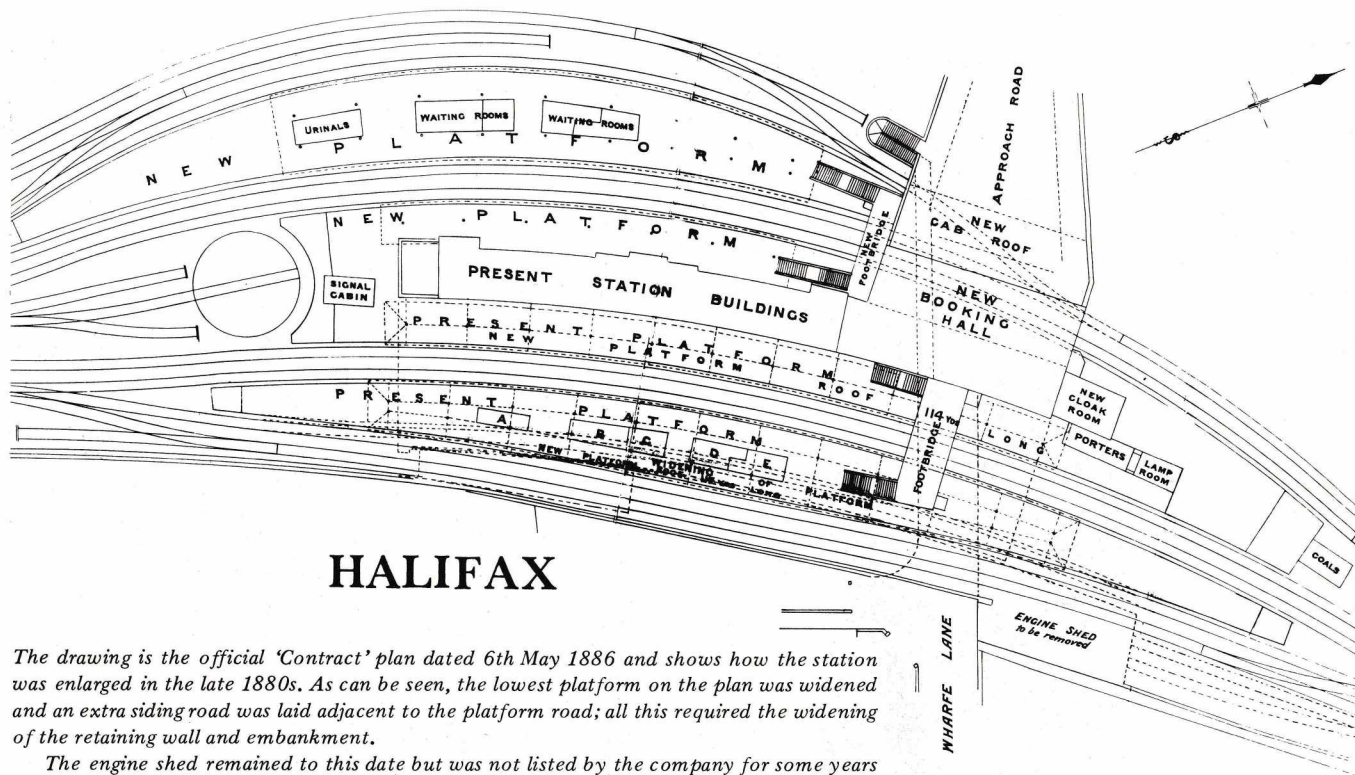 APPROACH ROAD
URINALS
WAITING ROOMS
WAITING ROOMS
NEW PLATFORM
NEW PLATFORM
NEW FOOTBRIDGE
NEW
CAB ROOF
NEW
BOOKING
HALL
SIGNAL
CABIN
PRESENT STATION BUILDINGS
PRESENT PLATFORM
NEW PLATFORM ROOF
114 YDS LONG
FOOTBRIDGE
NEW
CLOAK
ROOM
PORTERS
LAMP
ROOM
COALS
PRESENT PLATFORM
A
B
C
D
E
NEW PLATFORM
WIDENING
OF
PLATFORM
LONG
HALIFAX
ENGINE SHED
to be removed
WHARFE LANE
The drawing is the official ‘Contract’ plan dated 6th May 1886 and shows how the station
was enlarged in the late 1880s. As can be seen, the lowest platform on the plan was widened
and an extra siding road was laid adjacent to the platform road; all this required the widening
of the retaining wall and embankment.
The engine shed remained to this date but was not listed by the company for some years